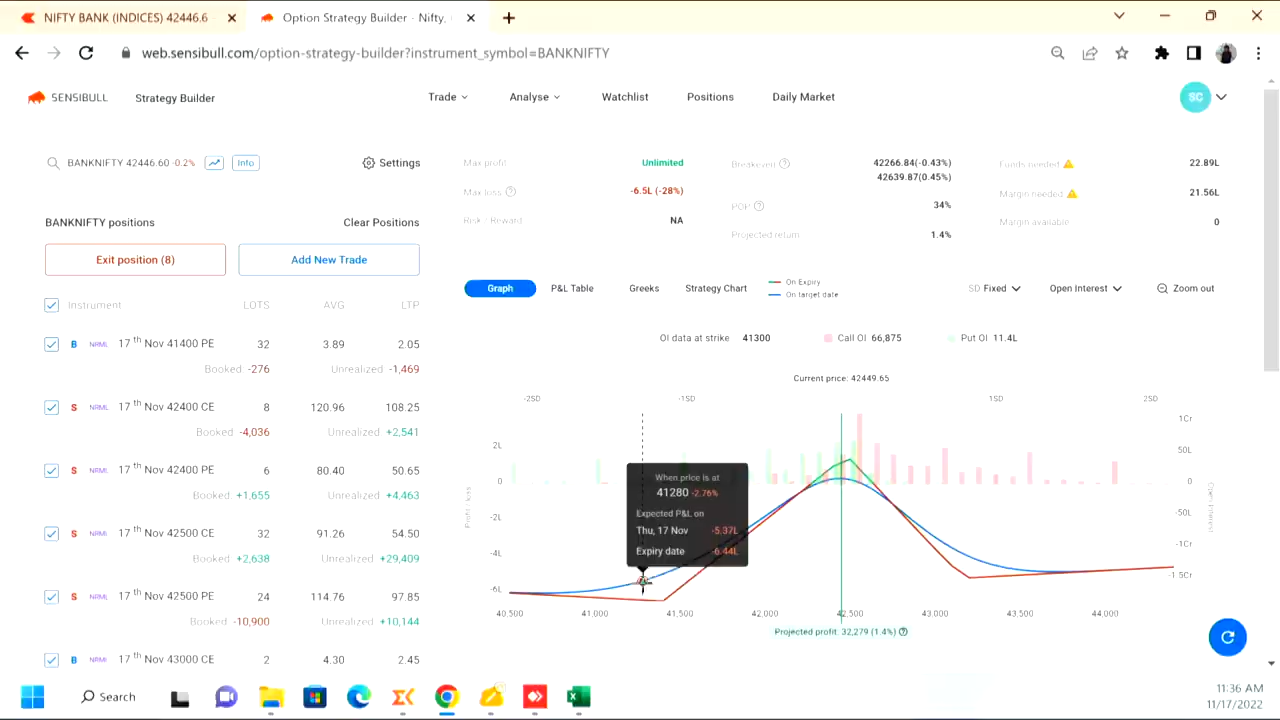 NIFTY BANK (INDICES) 42446.6
Option Strategy Builder - Nifty,
web.sensibull.com/option-strategy-builder?instrument_symbol=BANKNIFTY
SENSIBULL Strategy Builder Trade Analyse Watchlist Positions Daily Market SC
BANKNIFTY 42446.60 -0.2% Info Settings
Max profit Unlimited
Max loss -6.5L (-28%)
Risk : Reward NA
Breakeven 42266.84(-0.43%)
42639.87(0.45%)
POP 34%
Projected return 1.4%
Funds needed 22.89L
Margin needed 21.56L
Margin available 0
BANKNIFTY positions Clear Positions
Exit position (8) Add New Trade
Instrument LOTS AVG LTP
B NRML 17 th Nov 41400 PE 32 3.89 2.05
Booked -276 Unrealized -1,469
S NRML 17 th Nov 42400 CE 8 120.96 108.25
Booked -4,036 Unrealized +2,541
S NRML 17 th Nov 42400 PE 6 80.40 50.65
Booked +1,655 Unrealized +4,463
S NRML 17 th Nov 42500 CE 32 91.26 54.50
Booked +2,638 Unrealized +29,409
S NRML 17 th Nov 42500 PE 24 114.76 97.85
Booked -10,900 Unrealized +10,144
B NRML 17 th Nov 43000 CE 2 4.30 2.45
Graph P&L Table Greeks Strategy Chart
On Expiry
On target date
SD Fixed Open Interest Zoom out
OI data at strike 41300 Call OI 66,875 Put OI 11.4L
Current price: 42449.65
-2SD -1SD 1SD 2SD
2L
0
-2L
-4L
-6L
Profit / loss
1Cr
50L
0
-50L
-1Cr
-1.5Cr
Open Interest
When price is at
41280 -2.76%
Expected P&L on
Thu, 17 Nov -5.37L
Expiry date -6.44L
40,500 41,000 41,500 42,000 42,500 43,000 43,500 44,000
Projected profit: 32,279 (1.4%)
Search
11:36 AM
11/17/2022